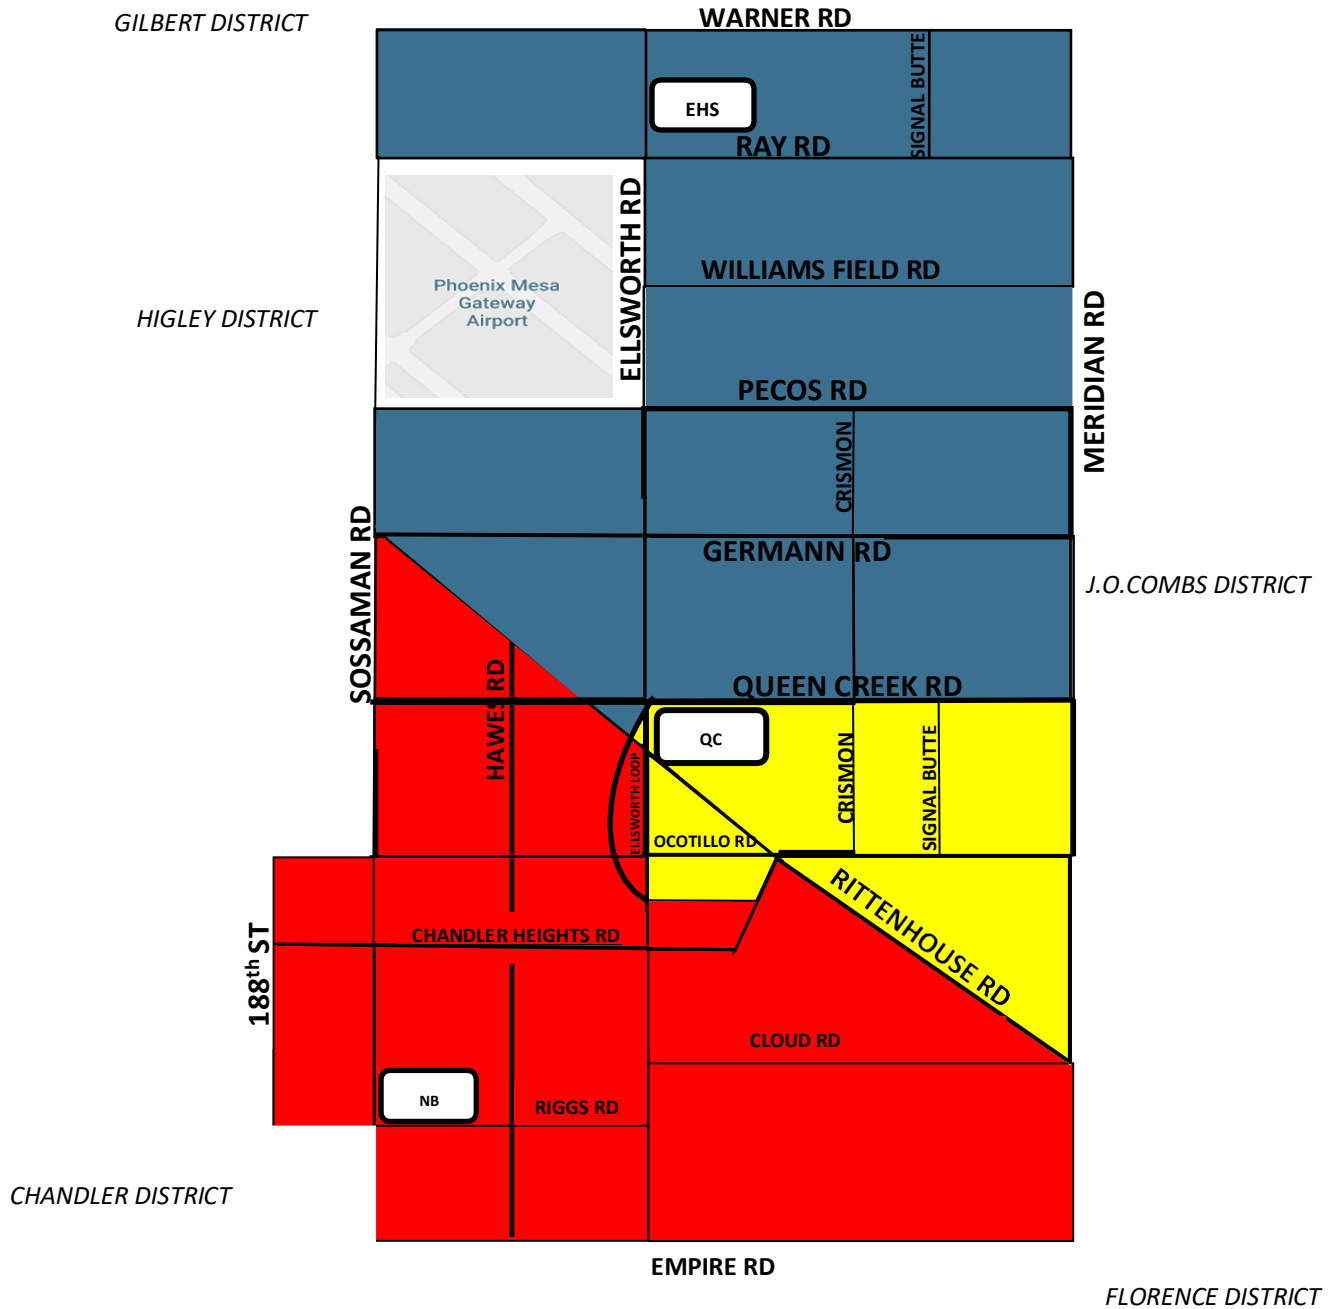 GILBERT DISTRICT
WARNER RD
SIGNAL BUTTE
EHS
RAY RD
ELLSWORTH RD
WILLIAMS FIELD RD
Phoenix Mesa
Gateway
Airport
HIGLEY DISTRICT
MERIDIAN RD
PECOS RD
CRISMON
SOSSAMAN RD
GERMANN RD
J.O.COMBS DISTRICT
HAWES RD
QUEEN CREEK RD
QC
ELLSWORTH LOOP
CRISMON
SIGNAL BUTTE
OCOTILLO RD
RITTENHOUSE RD
188th ST
CHANDLER HEIGHTS RD
CLOUD RD
NB
RIGGS RD
CHANDLER DISTRICT
EMPIRE RD
FLORENCE DISTRICT